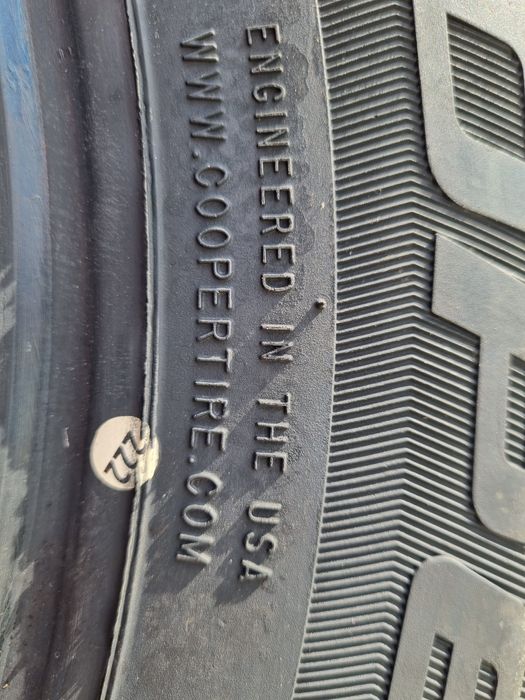 ENGINEERED IN THE USA
WWW.COOPERTIRE.COM
222